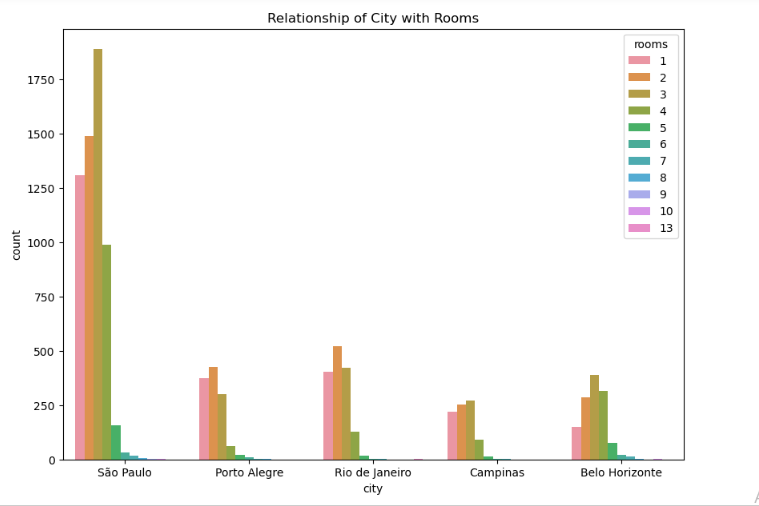 Relationship of City with Rooms
rooms
1
2
3
4
5
6
7
8
9
10
13
1750
1500
1250
1000
750
500
250
0
count
São Paulo
Porto Alegre
Rio de Janeiro
Campinas
Belo Horizonte
city